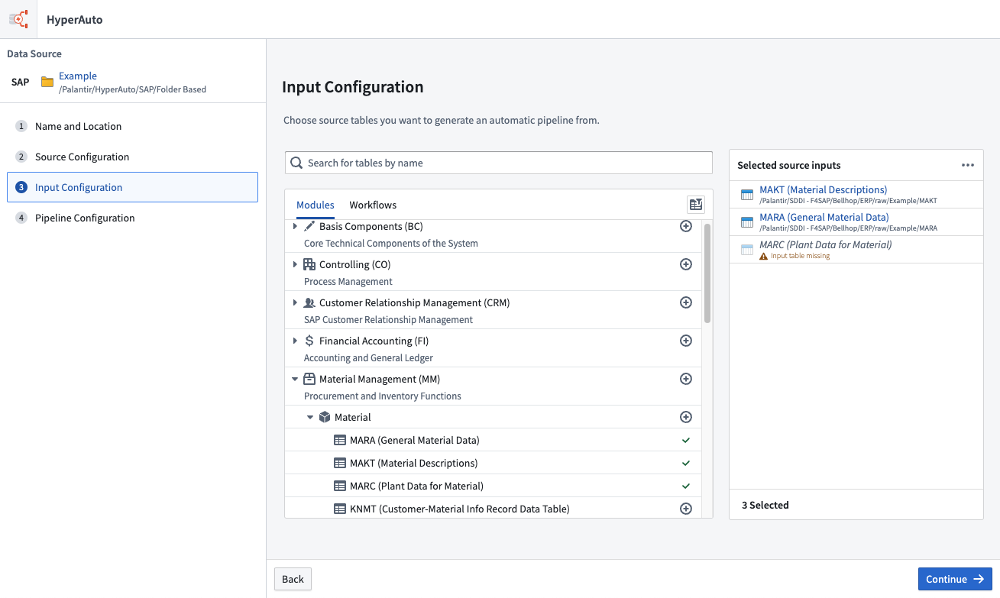 HyperAuto
Data Source
SAP
Example
/Palantir/HyperAuto/SAP/Folder Based
1 Name and Location
2 Source Configuration
3 Input Configuration
4 Pipeline Configuration
Input Configuration
Choose source tables you want to generate an automatic pipeline from.
Search for tables by name
Modules Workflows
Basis Components (BC)
Core Technical Components of the System
Controlling (CO)
Process Management
Customer Relationship Management (CRM)
SAP Customer Relationship Management
Financial Accounting (FI)
Accounting and General Ledger
Material Management (MM)
Procurement and Inventory Functions
Material
MARA (General Material Data)
MAKT (Material Descriptions)
MARC (Plant Data for Material)
KNMT (Customer-Material Info Record Data Table)
Selected source inputs
MAKT (Material Descriptions)
/Palantir/SDDI - F4SAP/Bellhop/ERP/raw/Example/MAKT
MARA (General Material Data)
/Palantir/SDDI - F4SAP/Bellhop/ERP/raw/Example/MARA
MARC (Plant Data for Material)
Input table missing
3 Selected
Back
Continue